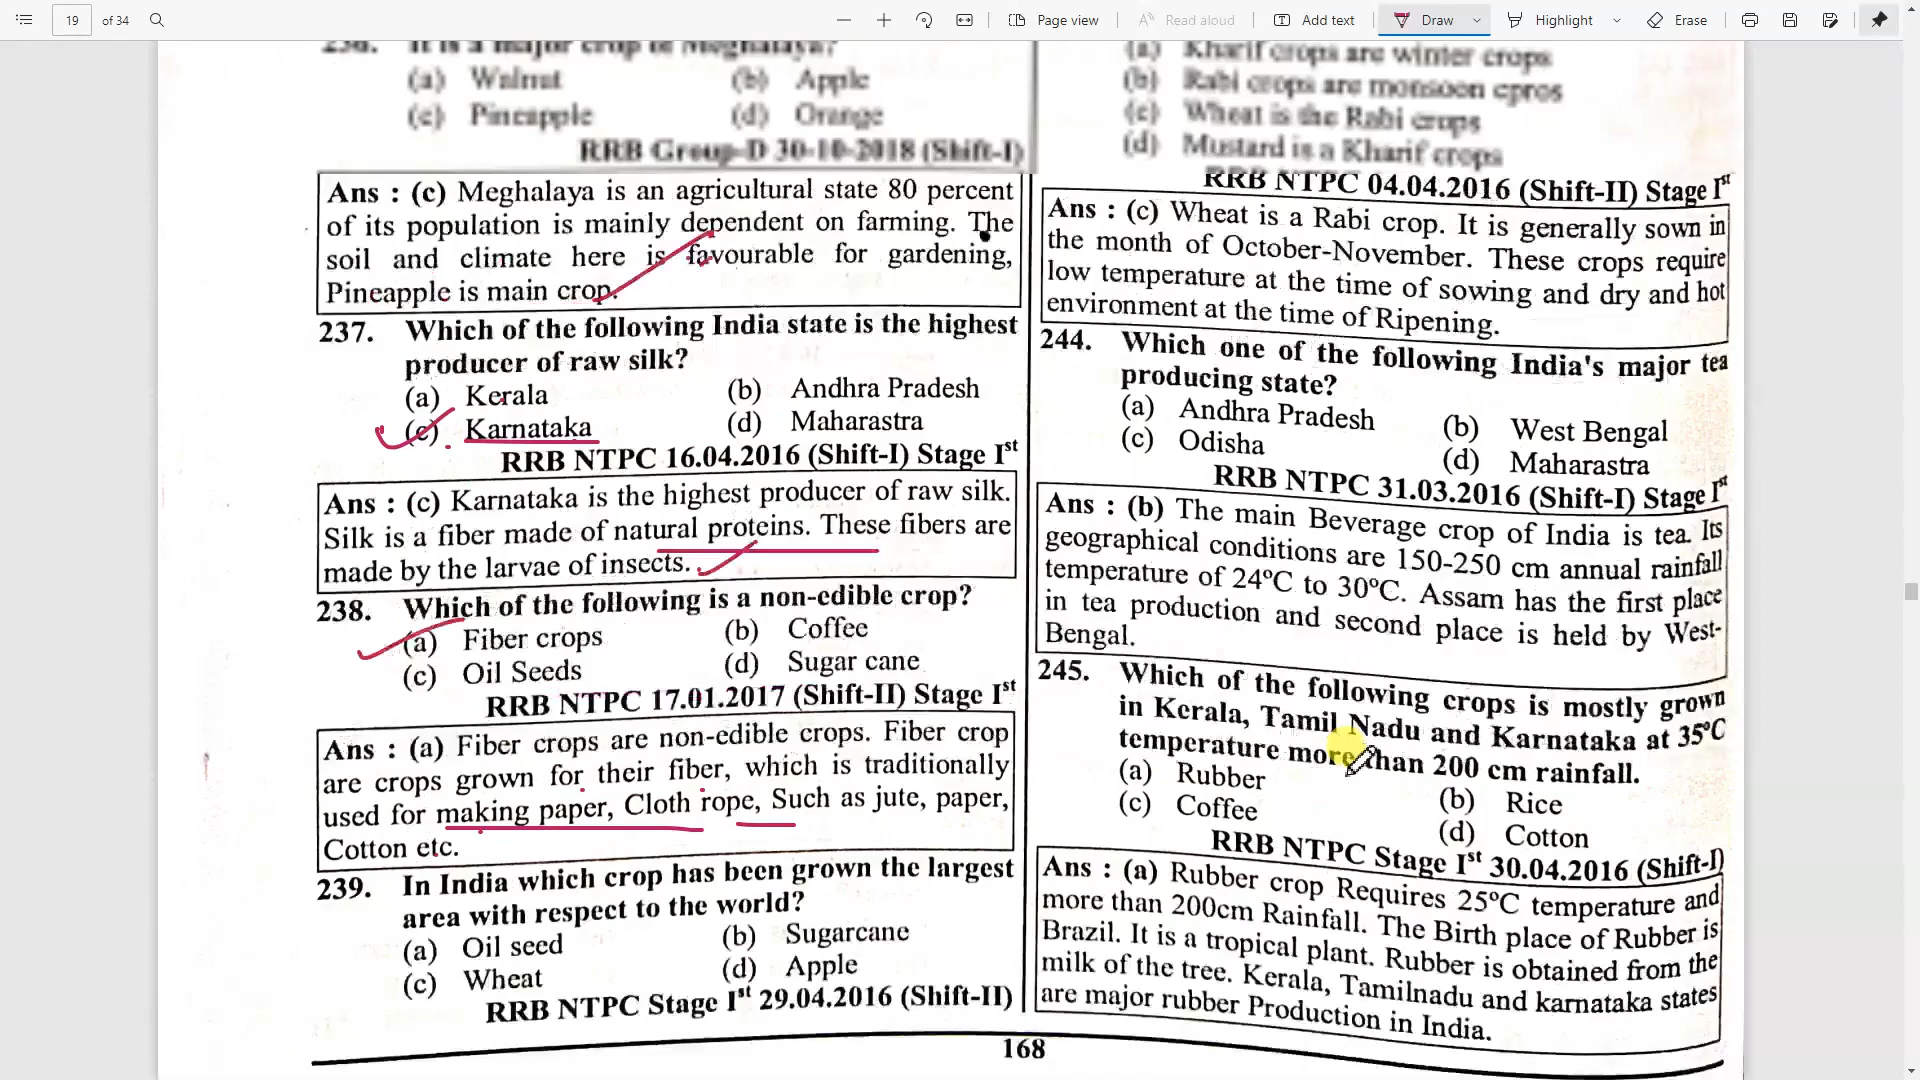 19 of 34
Page view
Read aloud
Add text
Draw
Highlight
Erase
236. It is a major crop of Meghalaya?
(a) Walnut (b) Apple
(c) Pineapple (d) Orange
RRB Group-D 30-10-2018 (Shift-I)
Ans : (c) Meghalaya is an agricultural state 80 percent
of its population is mainly dependent on farming. The
soil and climate here is favourable for gardening,
Pineapple is main crop.
237. Which of the following India state is the highest
producer of raw silk?
(a) Kerala (b) Andhra Pradesh
(c) Karnataka (d) Maharastra
RRB NTPC 16.04.2016 (Shift-I) Stage Ist
Ans : (c) Karnataka is the highest producer of raw silk.
Silk is a fiber made of natural proteins. These fibers are
made by the larvae of insects.
238. Which of the following is a non-edible crop?
(a) Fiber crops (b) Coffee
(c) Oil Seeds (d) Sugar cane
RRB NTPC 17.01.2017 (Shift-II) Stage Ist
Ans : (a) Fiber crops are non-edible crops. Fiber crop
are crops grown for their fiber, which is traditionally
used for making paper, Cloth rope, Such as jute, paper,
Cotton etc.
239. In India which crop has been grown the largest
area with respect to the world?
(a) Oil seed (b) Sugarcane
(c) Wheat (d) Apple
RRB NTPC Stage Ist 29.04.2016 (Shift-II)
(a) Kharif crops are winter crops
(b) Rabi crops are monsoon cpros
(c) Wheat is the Rabi crops
(d) Mustard is a Kharif crops
RRB NTPC 04.04.2016 (Shift-II) Stage Ist
Ans : (c) Wheat is a Rabi crop. It is generally sown in
the month of October-November. These crops require
low temperature at the time of sowing and dry and hot
environment at the time of Ripening.
244. Which one of the following India's major tea
producing state?
(a) Andhra Pradesh (b) West Bengal
(c) Odisha (d) Maharastra
RRB NTPC 31.03.2016 (Shift-I) Stage Ist
Ans : (b) The main Beverage crop of India is tea. Its
geographical conditions are 150-250 cm annual rainfall
temperature of 24ºC to 30ºC. Assam has the first place
in tea production and second place is held by West-
Bengal.
245. Which of the following crops is mostly grown
in Kerala, Tamil Nadu and Karnataka at 35ºC
temperature more than 200 cm rainfall.
(a) Rubber (b) Rice
(c) Coffee (d) Cotton
RRB NTPC Stage Ist 30.04.2016 (Shift-I)
Ans : (a) Rubber crop Requires 25ºC temperature and
more than 200cm Rainfall. The Birth place of Rubber is
Brazil. It is a tropical plant. Rubber is obtained from the
milk of the tree. Kerala, Tamilnadu and karnataka states
are major rubber Production in India.
168